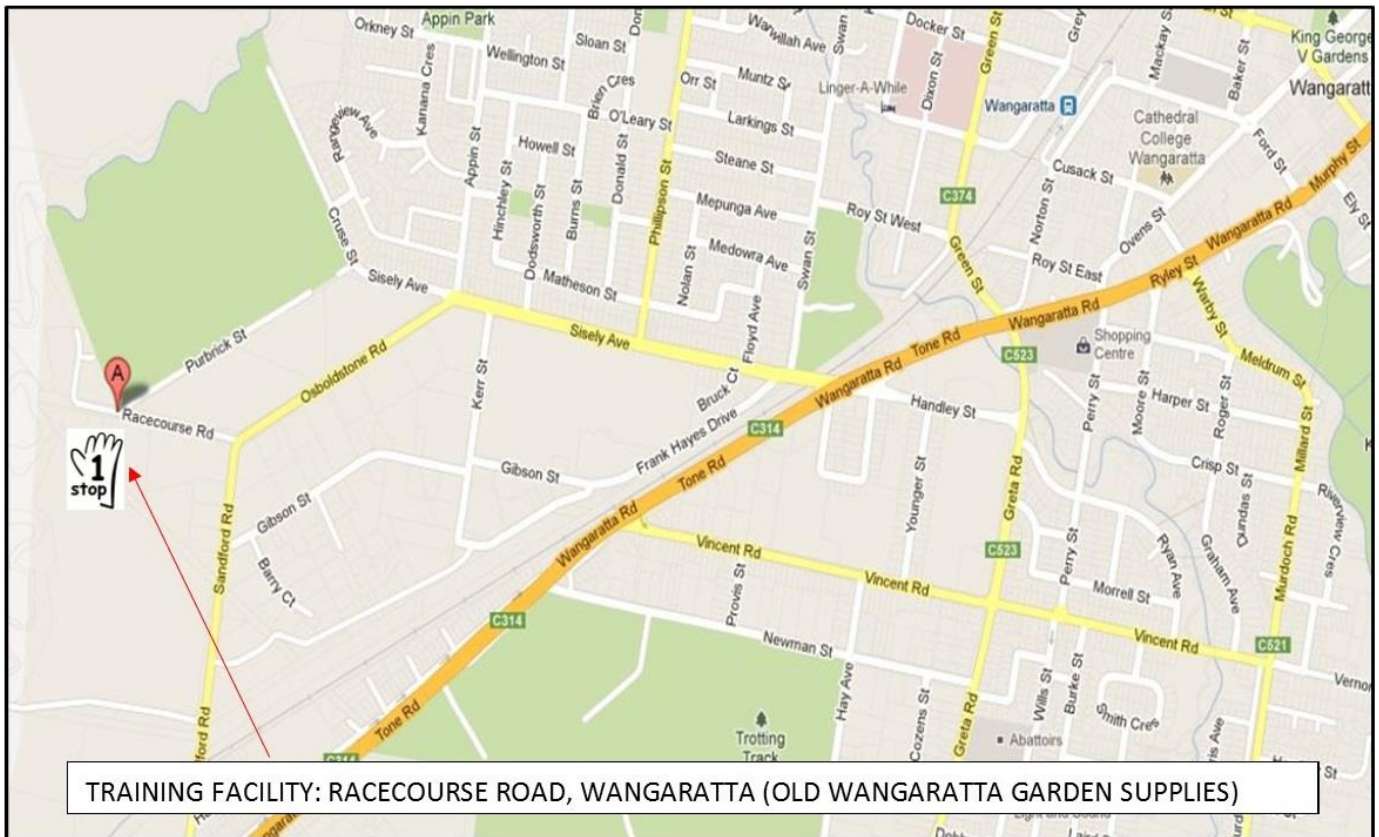 Appin Park
Orkney St
Wellington St
Sloan St
Brien Cres
Kanana Cres
Rangeview Ave
Appin St
Howell St
O'Leary St
Donald St
Burns St
Hinchley St
Dodsworth St
Cruse St
Matheson St
Phillipson St
Orr St
Muntz St
Larkings St
Steane St
Mepunga Ave
Medowra Ave
Nolan St
Floyd Ave
Swan St
Swan St
Docker St
Linger-A-While
Dixon St
Green St
Wangaratta
C374
Roy St West
Green St
Norton St
Cusack St
Cathedral
College
Wangaratta
Mackay St
Baker St
King George
V Gardens
Ford St
Ely St
Murphy St
Wangaratta Rd
Ovens St
Roy St East
Ryley St
Warby St
Meldrum St
Wangaratta Rd
Shopping
Centre
C523
Sisely Ave
Purbrick St
Osboldstone Rd
Sisely Ave
Kerr St
Bruck Ct
Tone Rd
Wangaratta Rd
Handley St
Perry St
Moore St
Harper St
Roger St
Millard St
A
Racecourse Rd
1
stop
Frank Hayes Drive
C314
Gibson St
Tone Rd
Gibson St
Younger St
Greta Rd
Crisp St
Riverview Cres
Dundas St
Graham Ave
Ryan Ave
Murdoch Rd
Sandford Rd
Barry Ct
Wangaratta Rd
Vincent Rd
Vincent Rd
C523
Perry St
Morrell St
Vincent Rd
C521
C314
Provis St
Newman St
Hay Ave
Cozens St
Greta Rd
Wills St
Burke St
Smith Cres
Abattoirs
Tone Rd
Trotting
Track
TRAINING FACILITY: RACECOURSE ROAD, WANGARATTA (OLD WANGARATTA GARDEN SUPPLIES)